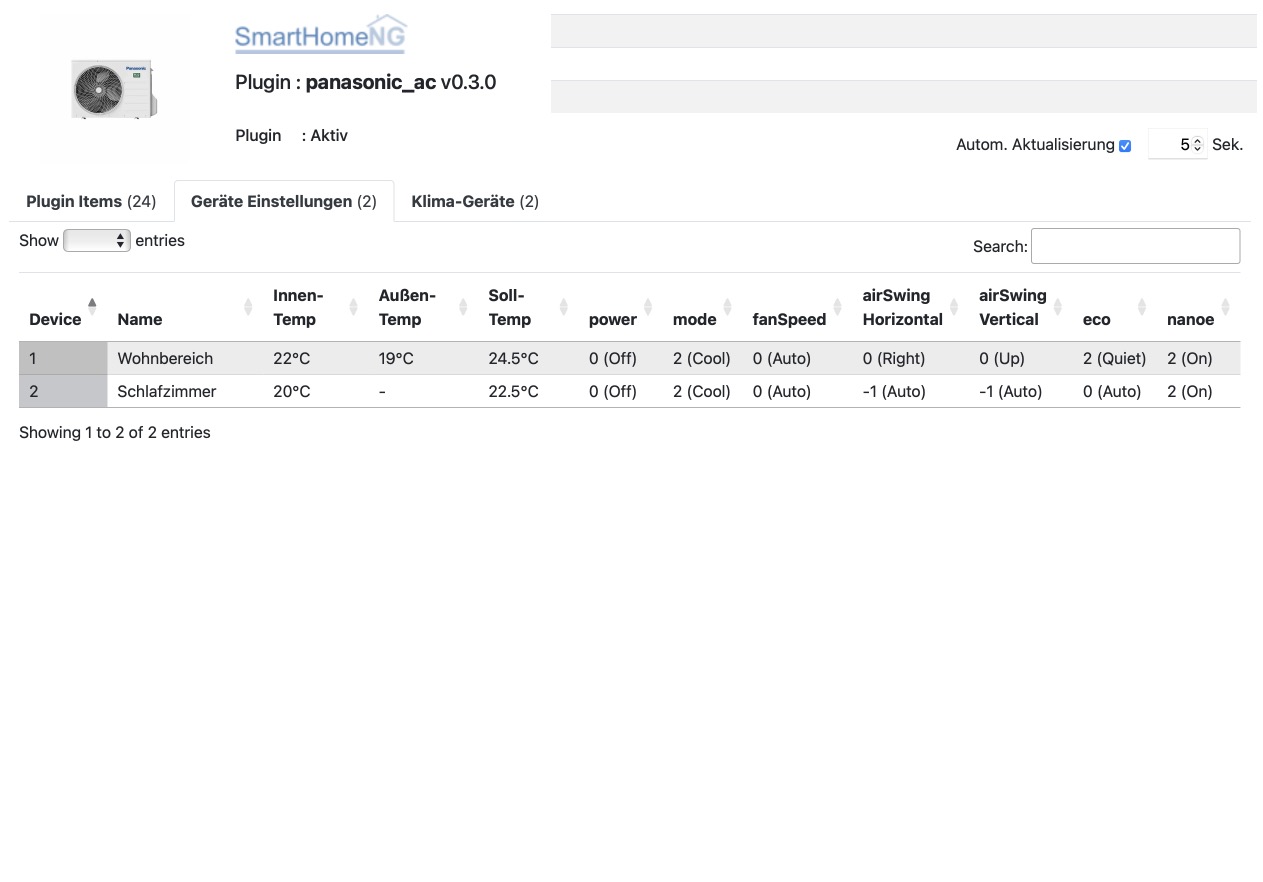 SmartHomeNG
Panasonic
Plugin : panasonic_ac v0.3.0
Plugin : Aktiv
Autom. Aktualisierung 5 Sek.
Plugin Items (24) Geräte Einstellungen (2) Klima-Geräte (2)
Show entries Search:
Device Name Innen-Temp Außen-Temp Soll-Temp power mode fanSpeed airSwing Horizontal airSwing Vertical eco nanoe
1 Wohnbereich 22°C 19°C 24.5°C 0 (Off) 2 (Cool) 0 (Auto) 0 (Right) 0 (Up) 2 (Quiet) 2 (On)
2 Schlafzimmer 20°C - 22.5°C 0 (Off) 2 (Cool) 0 (Auto) -1 (Auto) -1 (Auto) 0 (Auto) 2 (On)
Showing 1 to 2 of 2 entries